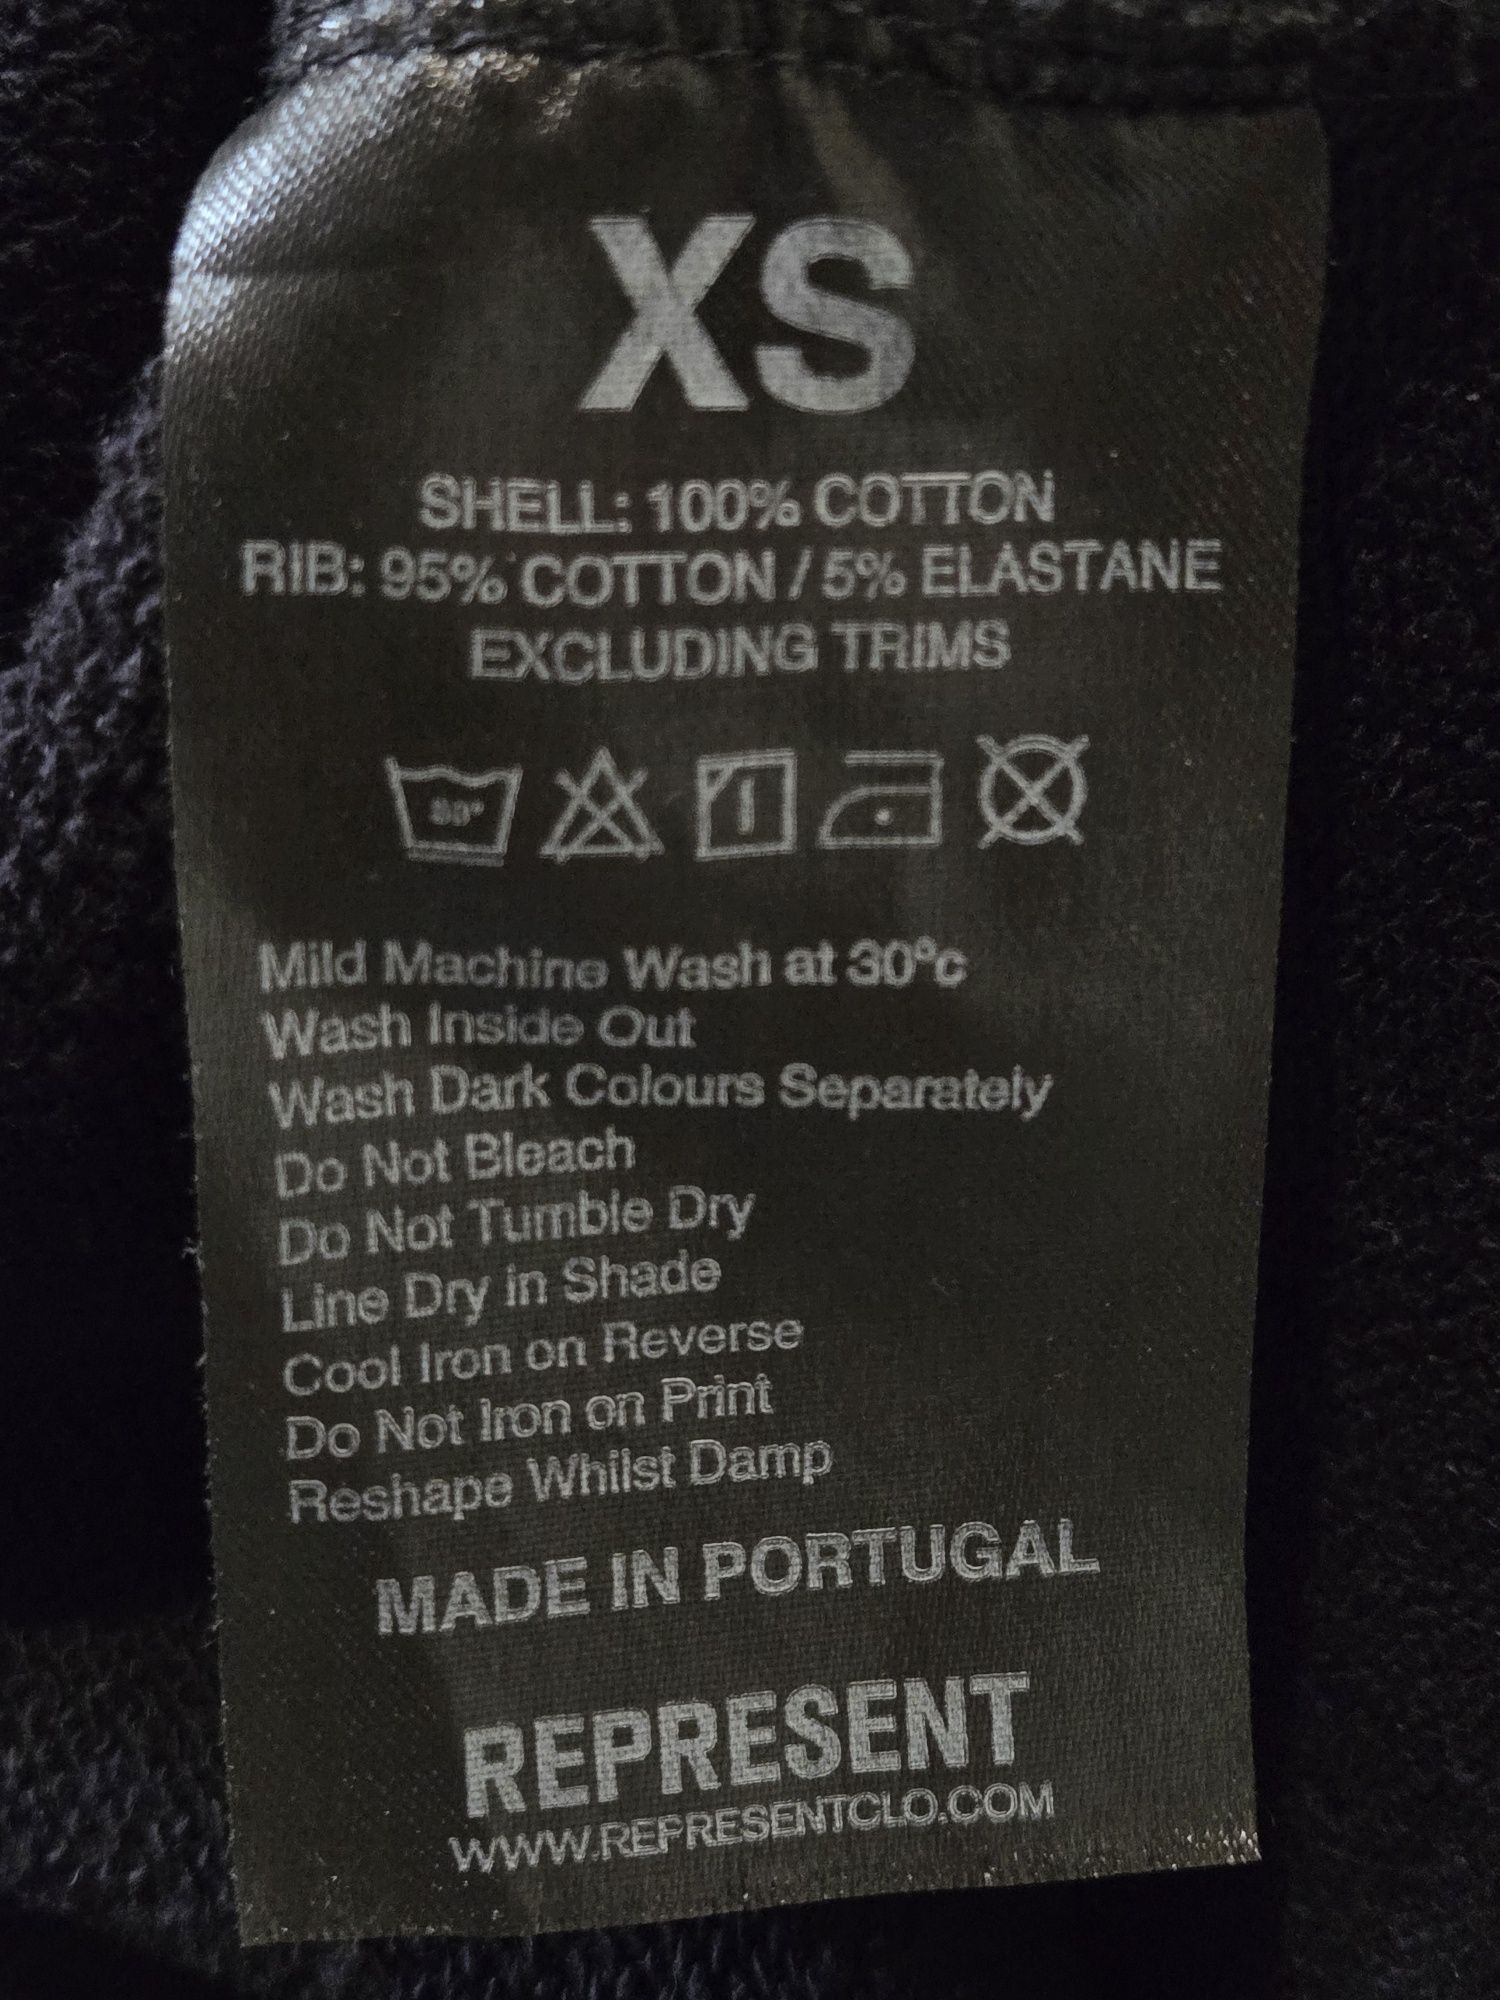 XS
SHELL: 100% COTTON
RIB: 95% COTTON / 5% ELASTANE
EXCLUDING TRIMS
30°
Mild Machine Wash at 30ºc
Wash Inside Out
Wash Dark Colours Separately
Do Not Bleach
Do Not Tumble Dry
Line Dry in Shade
Cool Iron on Reverse
Do Not Iron on Print
Reshape Whilst Damp
MADE IN PORTUGAL
REPRESENT
WWW.REPRESENTCLO.COM